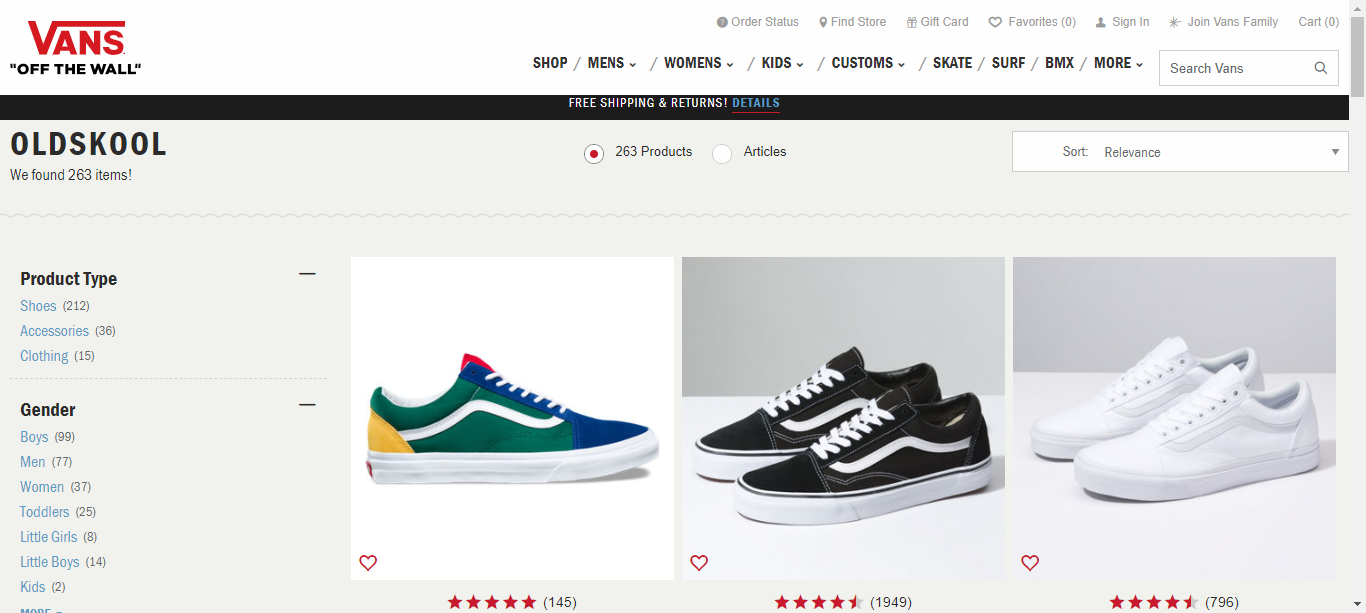 VANS
"OFF THE WALL"
Order Status Find Store Gift Card Favorites (0) Sign In Join Vans Family Cart (0)
SHOP / MENS / WOMENS / KIDS / CUSTOMS / SKATE / SURF / BMX / MORE
Search Vans
FREE SHIPPING & RETURNS! DETAILS
OLDSKOOL
We found 263 items!
263 Products Articles
Sort: Relevance
Product Type
Shoes (212)
Accessories (36)
Clothing (15)
Gender
Boys (99)
Men (77)
Women (37)
Toddlers (25)
Little Girls (8)
Little Boys (14)
Kids (2)
MORE
(145)
(1949)
(796)